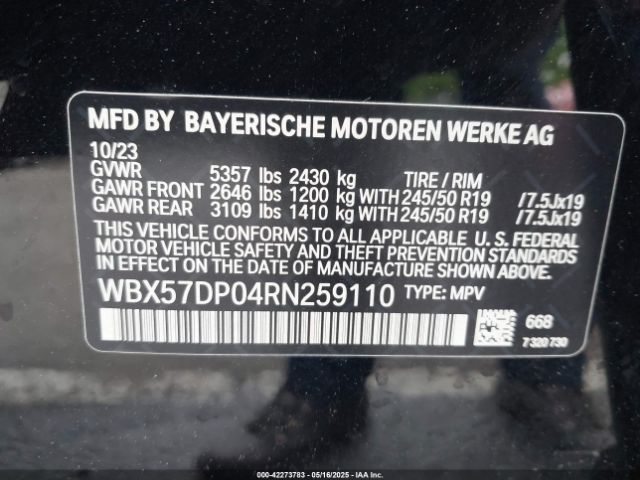 MFD BY BAYERISCHE MOTOREN WERKE AG
10/23
GVWR 5357 lbs 2430 kg TIRE / RIM
GAWR FRONT 2646 lbs 1200 kg WITH 245/50 R19 /7.5Jx19
GAWR REAR 3109 lbs 1410 kg WITH 245/50 R19 /7.5Jx19
THIS VEHICLE CONFORMS TO ALL APPLICABLE U. S. FEDERAL
MOTOR VEHICLE SAFETY AND THEFT PREVENTION STANDARDS
IN EFFECT ON THE DATE OF MANUFACTURE SHOWN ABOVE.
WBX57DP04RN259110 TYPE: MPV
668
7 320 730
000-42273783 - 05/16/2025 - IAA Inc.